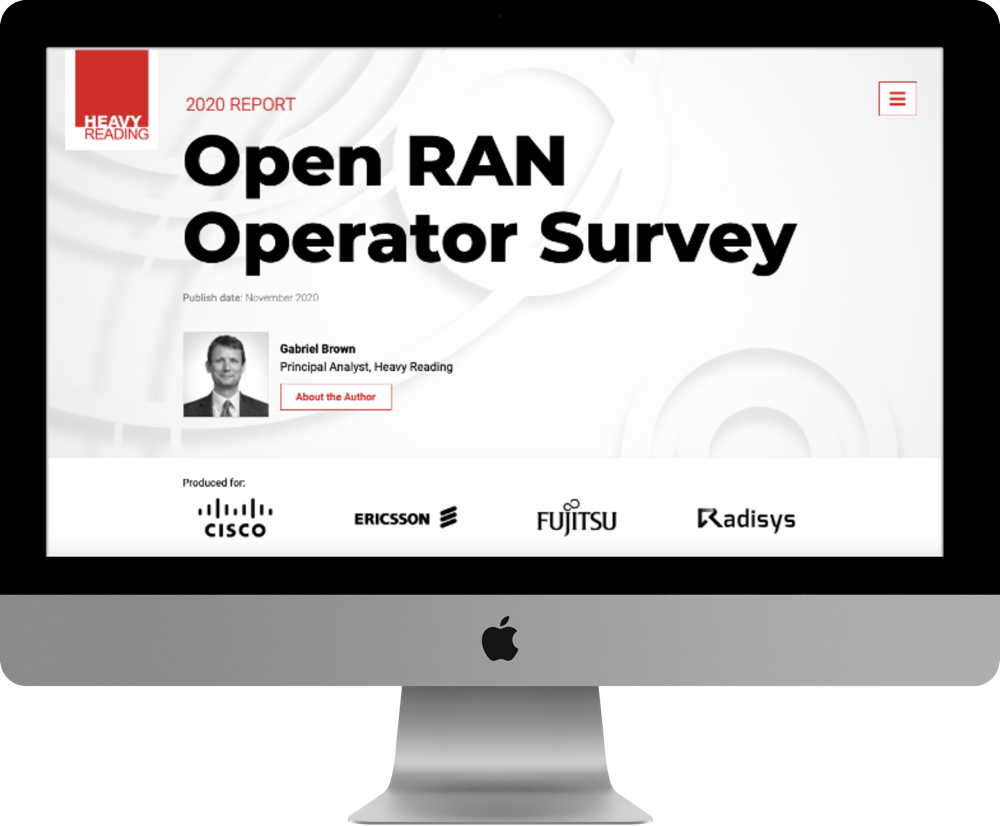 HEAVY
READING
2020 REPORT
Open RAN
Operator Survey
Publish date: November 2020
Gabriel Brown
Principal Analyst, Heavy Reading
About the Author
Produced for:
CISCO
ERICSSON
FUJITSU
Radisys